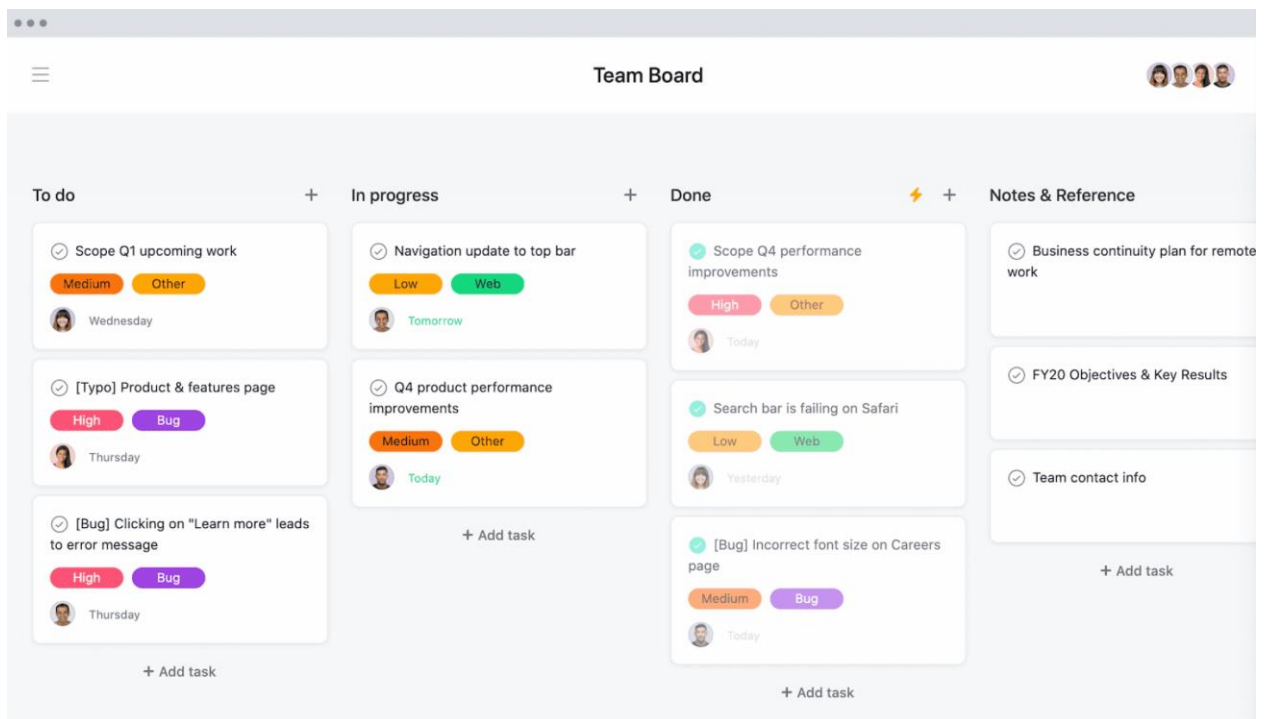 Team Board
To do
Scope Q1 upcoming work
Medium Other
Wednesday
[Typo] Product & features page
High Bug
Thursday
[Bug] Clicking on "Learn more" leads
to error message
High Bug
Thursday
+ Add task
In progress
Navigation update to top bar
Low Web
Tomorrow
Q4 product performance
improvements
Medium Other
Today
+ Add task
Done
Scope Q4 performance
improvements
High Other
Today
Search bar is failing on Safari
Low Web
Yesterday
[Bug] Incorrect font size on Careers
page
Medium Bug
Today
+ Add task
Notes & Reference
Business continuity plan for remote
work
FY20 Objectives & Key Results
Team contact info
+ Add task